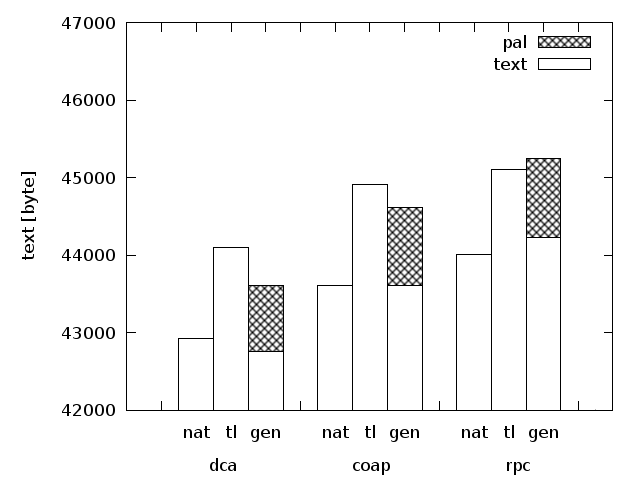 47000
46000
45000
44000
43000
42000
text [byte]
pal
text
nat tl gen nat tl gen nat tl gen
dca coap rpc